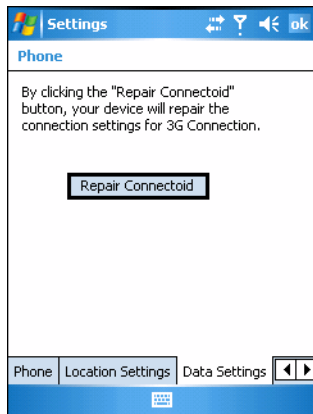 Settings ok
Phone
By clicking the "Repair Connectoid"
button, your device will repair the
connection settings for 3G Connection.
Repair Connectoid
Phone Location Settings Data Settings